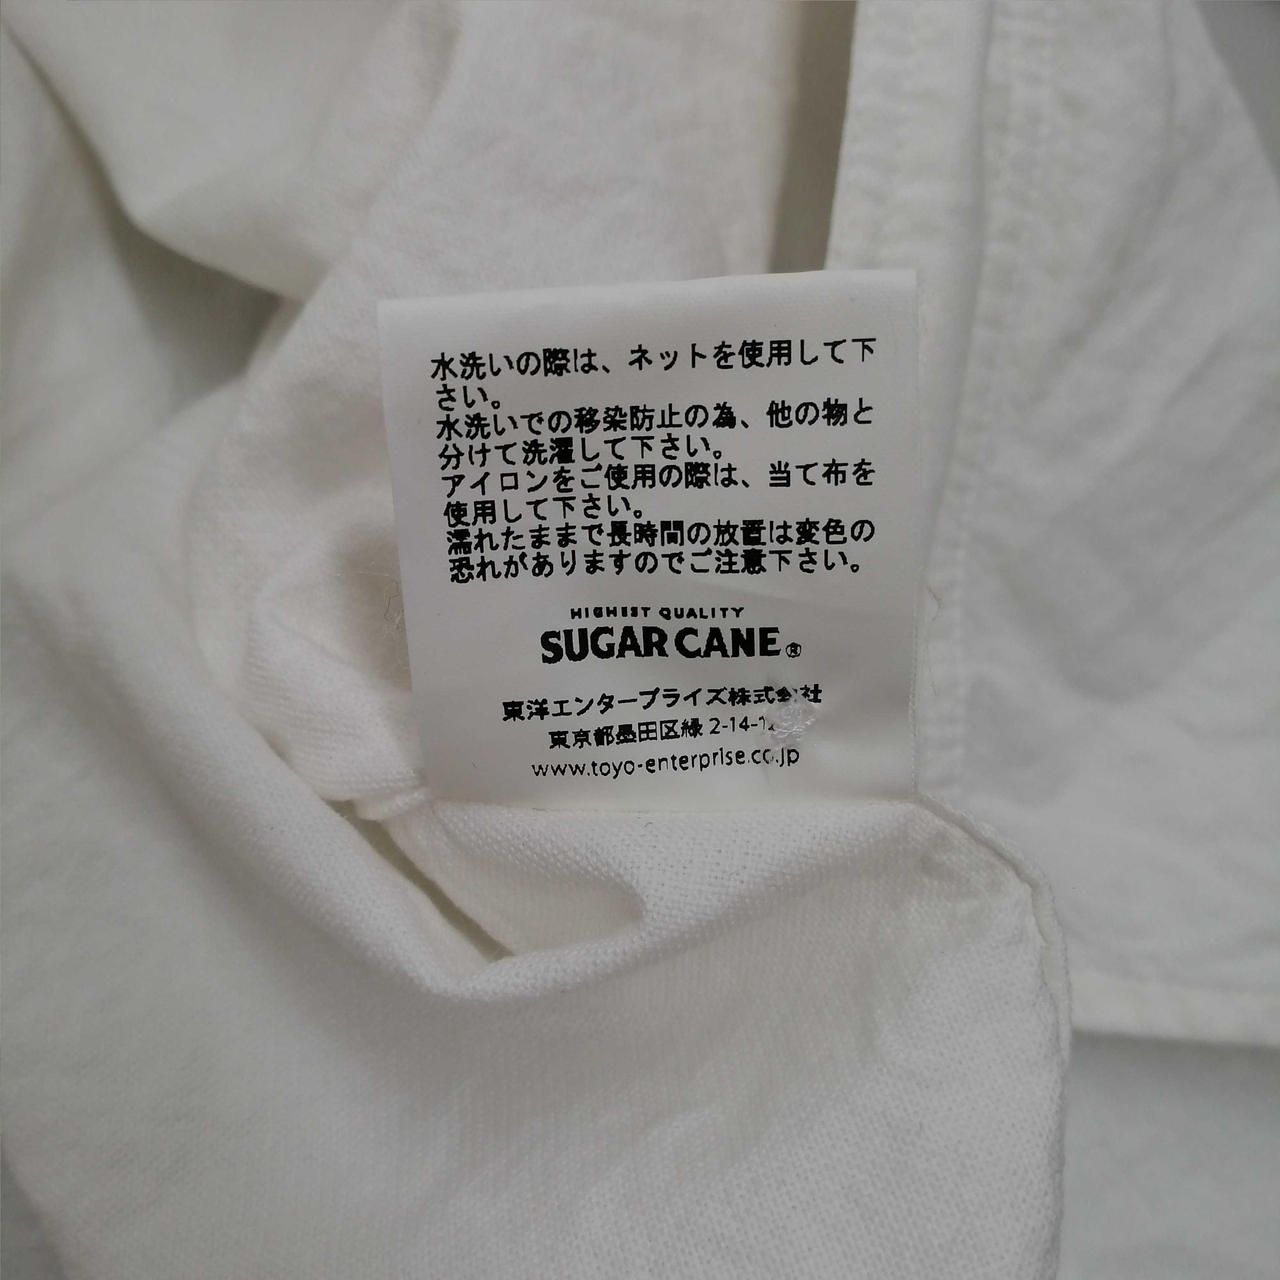 水洗いの際は、ネットを使用して下
さい。
水洗いでの移染防止の為、他の物と
分けて洗濯して下さい。
アイロンをご使用の際は、当て布を
使用して下さい。
濡れたままで長時間の放置は変色の
恐れがありますのでご注意下さい。
HIGHEST QUALITY
SUGAR CANE®
東洋エンタープライズ株式会社
東京都墨田区緑 2-14-
www.toyo-enterprise.co.jp